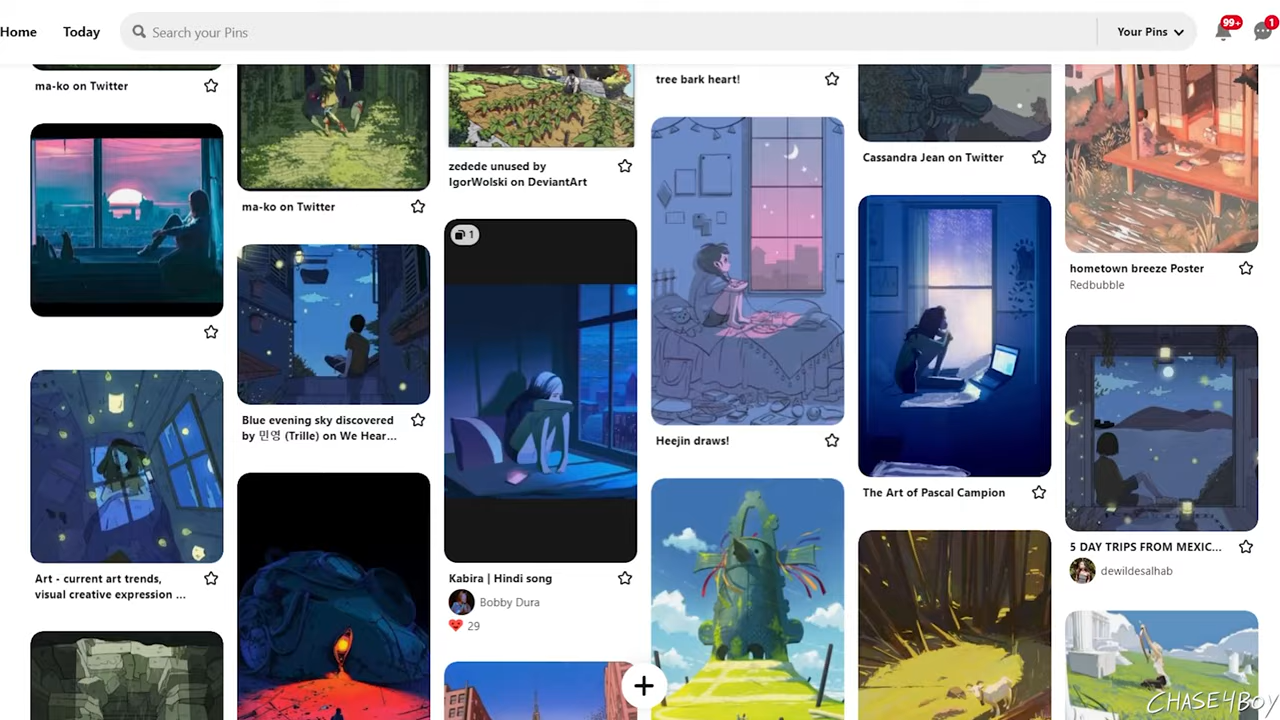 Home
Today
Search your Pins
Your Pins
99+
1
ma-ko on Twitter
Art - current art trends,
visual creative expression ...
ma-ko on Twitter
Blue evening sky discovered
by 민영 (Trille) on We Hear...
zedede unused by
IgorWolski on DeviantArt
1
Kabira | Hindi song
Bobby Dura
29
tree bark heart!
Heejin draws!
Cassandra Jean on Twitter
The Art of Pascal Campion
hometown breeze Poster
Redbubble
5 DAY TRIPS FROM MEXIC...
dewildesalhab
CHASE4BOY